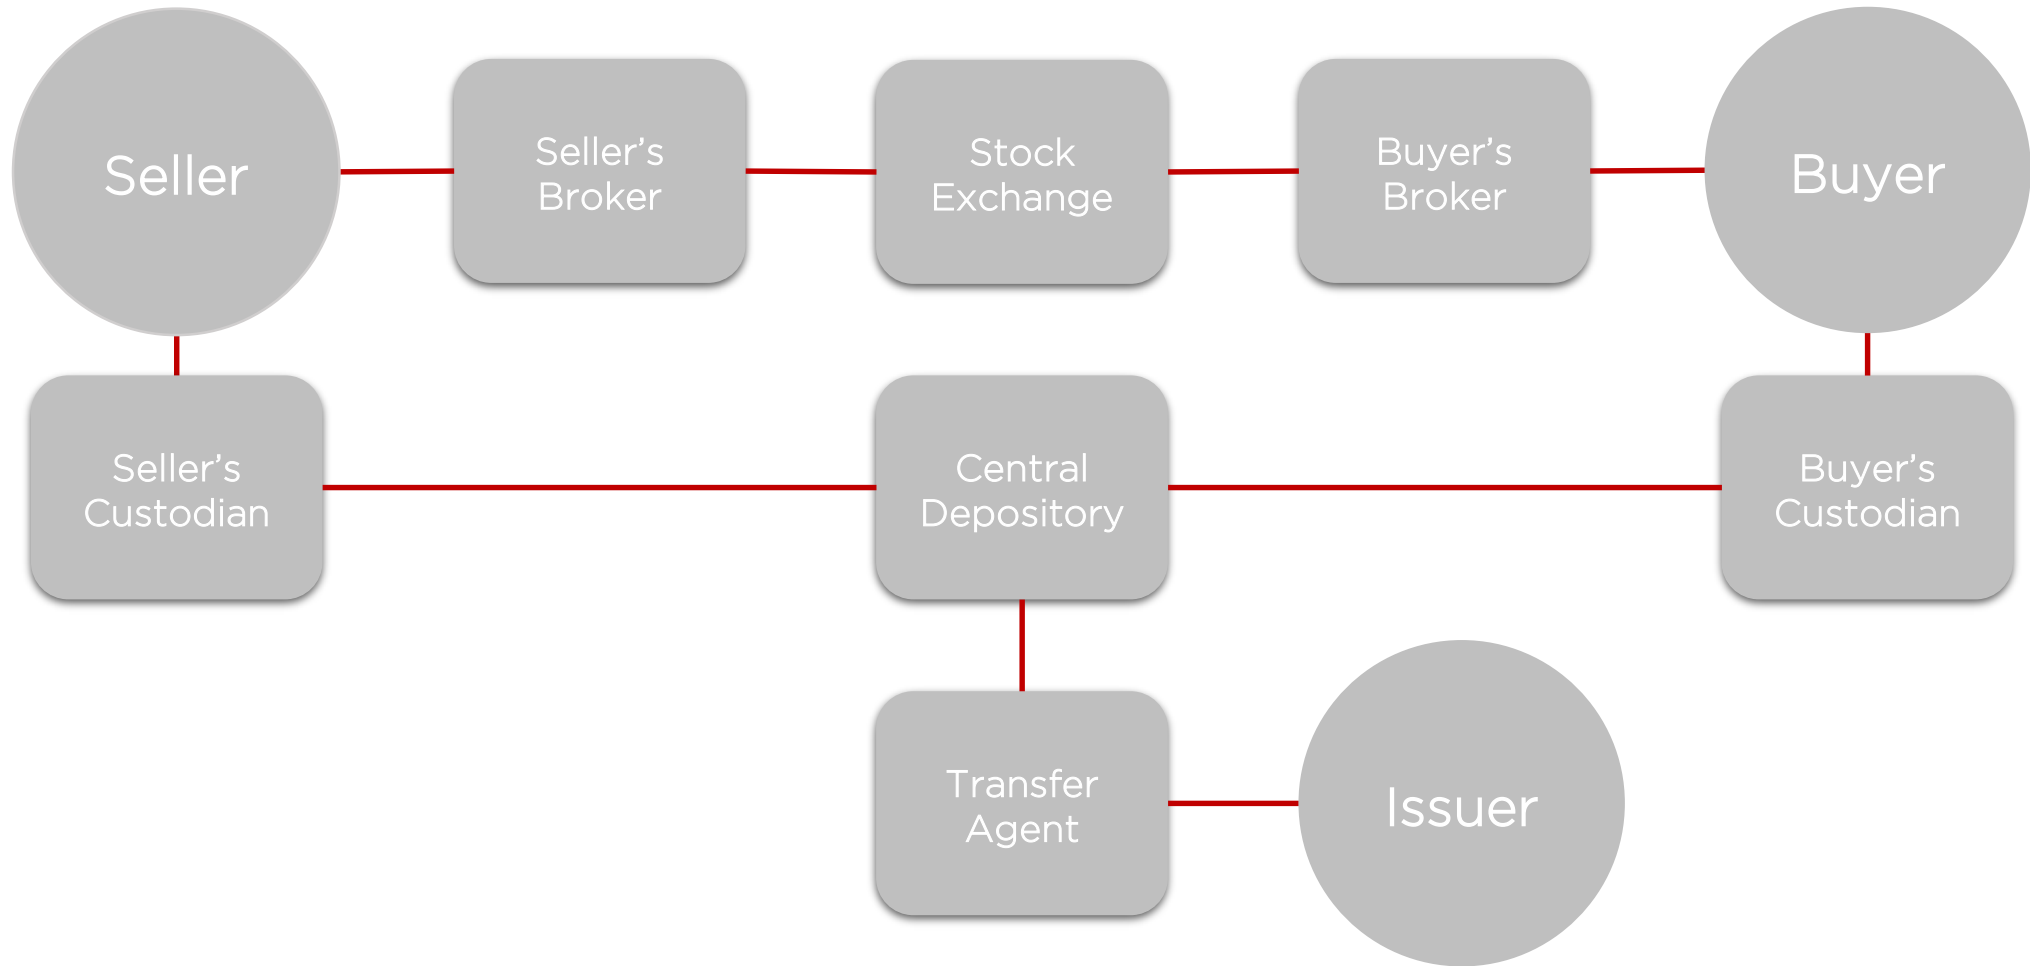 Seller
Seller’s
Broker
Stock
Exchange
Buyer’s
Broker
Buyer
Seller’s
Custodian
Central
Depository
Buyer’s
Custodian
Transfer
Agent
Issuer